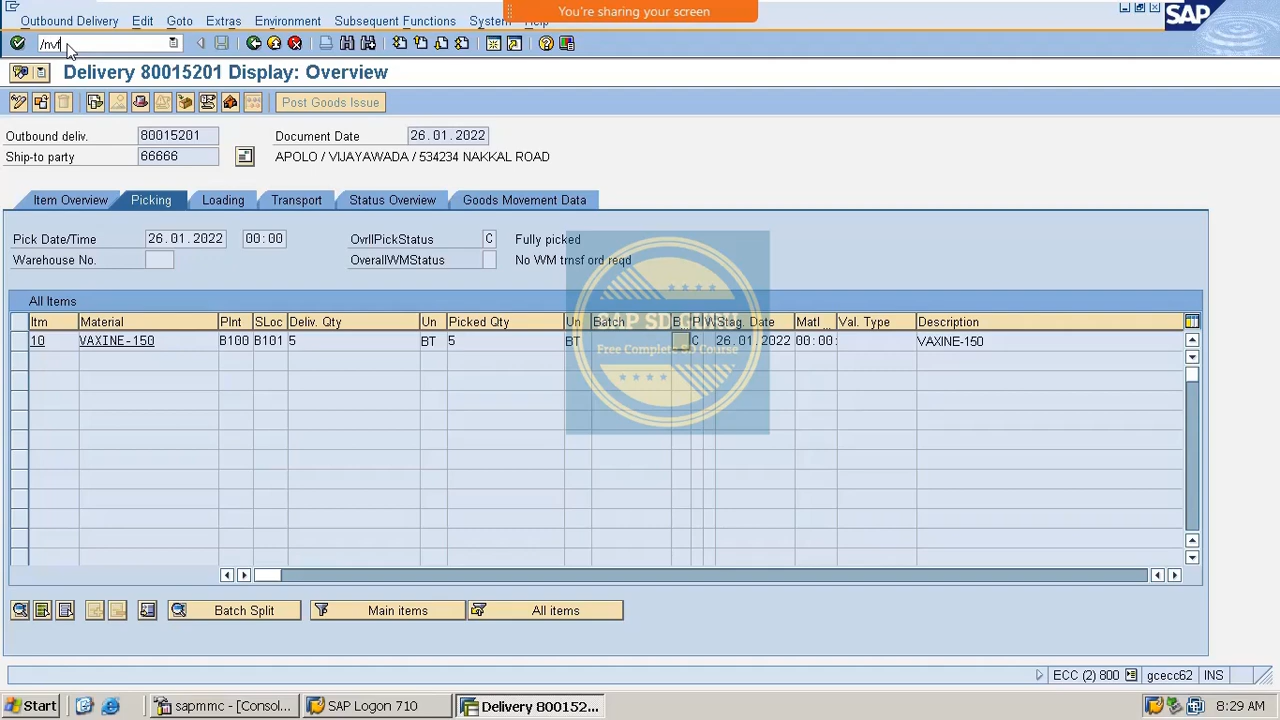 You're sharing your screen
Outbound Delivery Edit Goto Extras Environment Subsequent Functions System Help
SAP
/nvf
Delivery 80015201 Display: Overview
Post Goods Issue
Outbound deliv. 80015201 Document Date 26.01.2022
Ship-to party 66666 APOLO / VIJAYAWADA / 534234 NAKKAL ROAD
Item Overview Picking Loading Transport Status Overview Goods Movement Data
Pick Date/Time 26.01.2022 00:00 OvrllPickStatus C Fully picked
Warehouse No. OverallWMStatus No WM trnsf ord reqd
All Items
Itm Material Plnt SLoc Deliv. Qty Un Picked Qty Un Batch B P W Stag. Date Matl ... Val. Type Description
10 VAXINE-150 B100 B101 5 BT 5 BT C 26.01.2022 00:00: VAXINE-150
Batch Split Main items All items
ECC (2) 800 gcecc62 INS
Start sapmmc - [Consol... SAP Logon 710 Delivery 800152... 8:29 AM